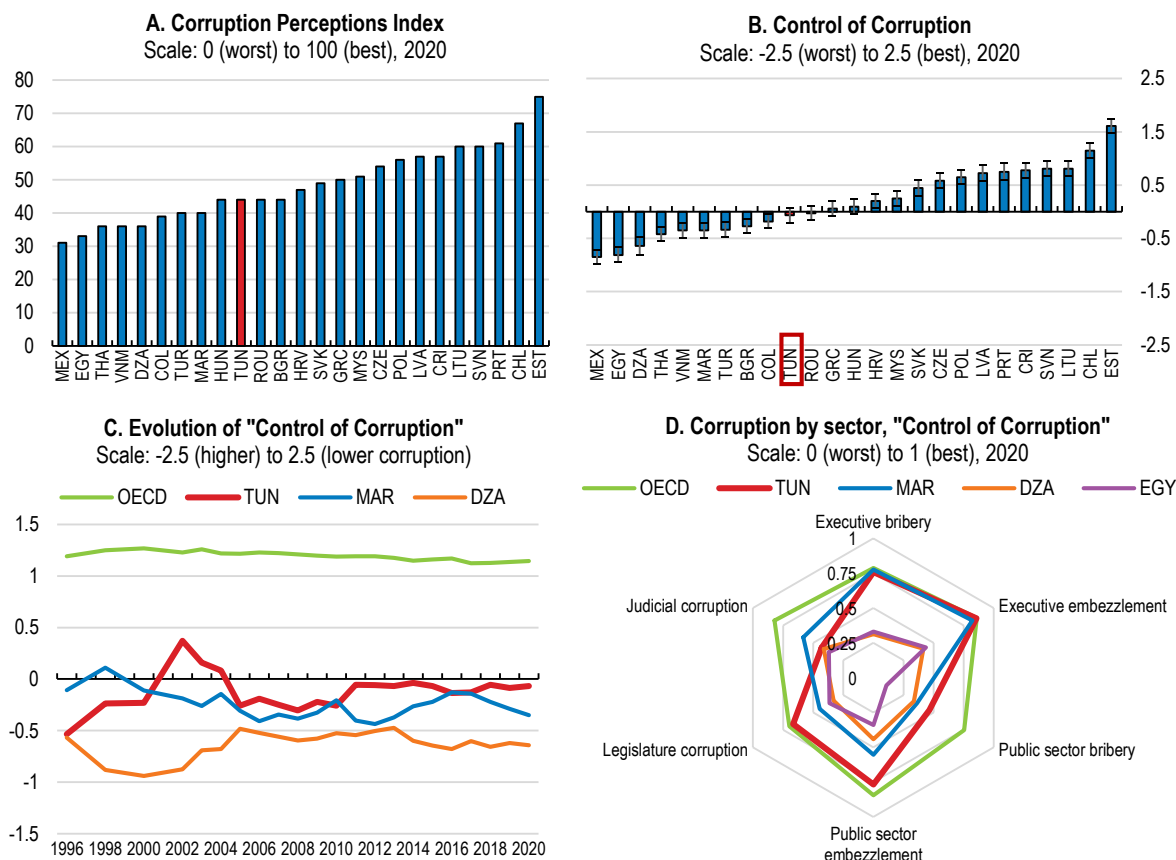 A. Corruption Perceptions Index
Scale: 0 (worst) to 100 (best), 2020
80
70
60
50
40
30
20
10
0
MEX EGY THA VNM DZA COL TUR MAR HUN TUN ROU BGR HRV SVK GRC MYS CZE POL LVA CRI LTU SVN PRT CHL EST
B. Control of Corruption
Scale: -2.5 (worst) to 2.5 (best), 2020
2.5
1.5
0.5
-0.5
-1.5
-2.5
MEX EGY DZA THA VNM MAR TUR BGR COL TUN ROU GRC HUN HRV MYS SVK CZE POL LVA PRT CRI SVN LTU CHL EST
C. Evolution of "Control of Corruption"
Scale: -2.5 (higher) to 2.5 (lower corruption)
OECD TUN MAR DZA
1.5
1
0.5
0
-0.5
-1
-1.5
1996 1998 2000 2002 2004 2006 2008 2010 2012 2014 2016 2018 2020
D. Corruption by sector, "Control of Corruption"
Scale: 0 (worst) to 1 (best), 2020
OECD TUN MAR DZA EGY
Executive bribery
1
0.75
0.5
0.25
0
Judicial corruption
Executive embezzlement
Legislature corruption
Public sector bribery
Public sector
embezzlement